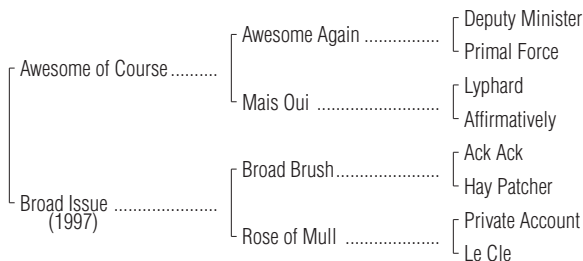 Deputy Minister
Awesome Again ..................
Primal Force
Awesome of Course ..........
Lyphard
Mais Oui .............................
Affirmatively
Ack Ack
Broad Brush........................
Hay Patcher
Broad Issue ........................
(1997)
Private Account
Rose of Mull ......................
Le Cle